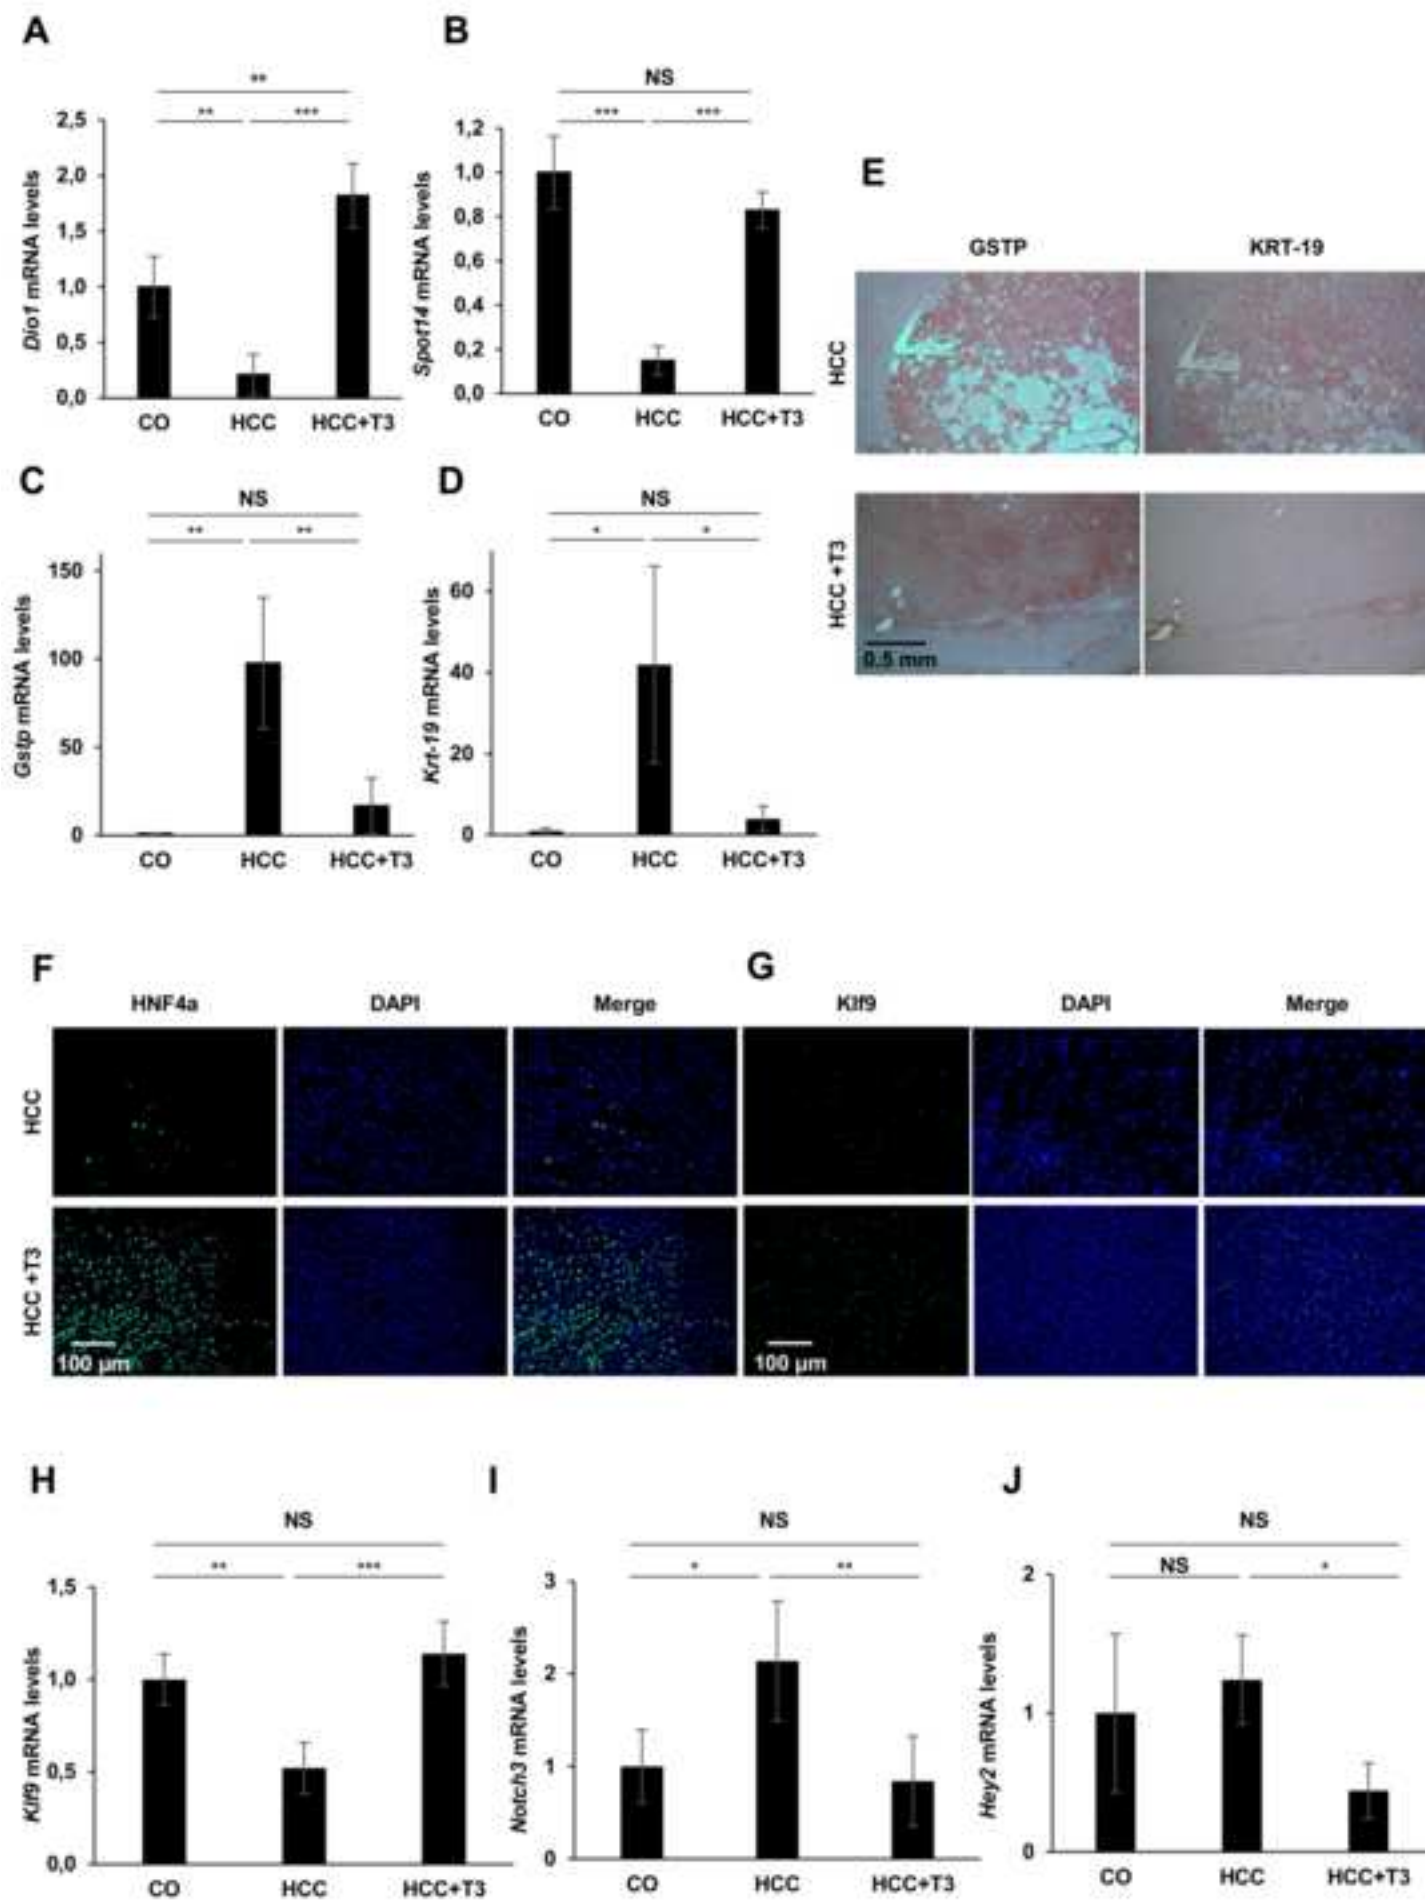 A
**
** ***
Dio1 mRNA levels
2,5
2,0
1,5
1,0
0,5
0,0
CO HCC HCC+T3
B
NS
*** ***
Spot14 mRNA levels
1,2
1,0
0,8
0,6
0,4
0,2
0,0
CO HCC HCC+T3
C
NS
** **
Gstp mRNA levels
150
100
50
0
CO HCC HCC+T3
D
NS
* *
Krt-19 mRNA levels
60
40
20
0
CO HCC HCC+T3
E
GSTP KRT-19
HCC
HCC +T3
0.5 mm
F
HNF4a DAPI Merge
HCC
HCC +T3
100 µm
G
Klf9 DAPI Merge
100 µm
H
NS
** ***
Klf9 mRNA levels
1,5
1,0
0,5
0,0
CO HCC HCC+T3
I
NS
* **
Notch3 mRNA levels
3
2
1
0
CO HCC HCC+T3
J
NS
NS *
Hey2 mRNA levels
2
1
0
CO HCC HCC+T3